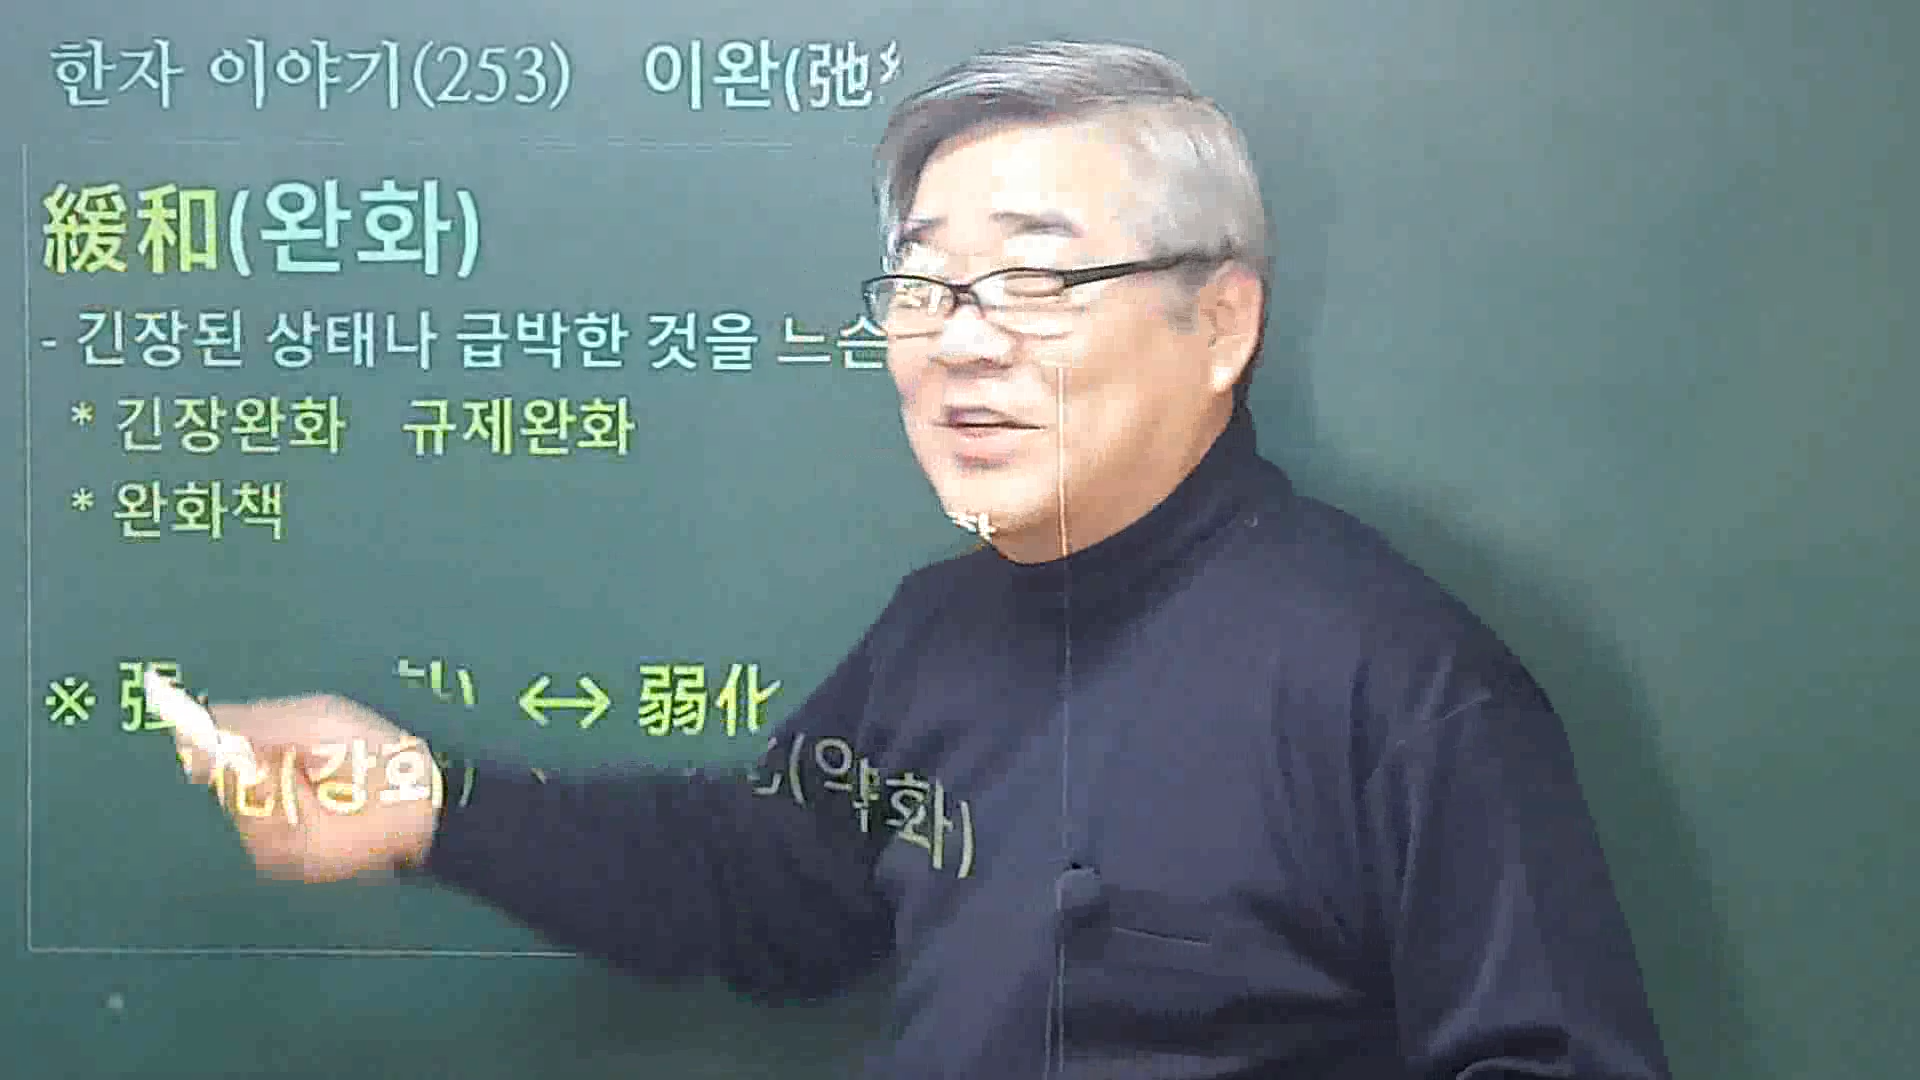 한자 이야기(253) 이완(弛
緩和(완화)
- 긴장된 상태나 급박한 것을 느슨
* 긴장완화 규제완화
* 완화책
※ 强化(강화) ↔ 弱化(약화)